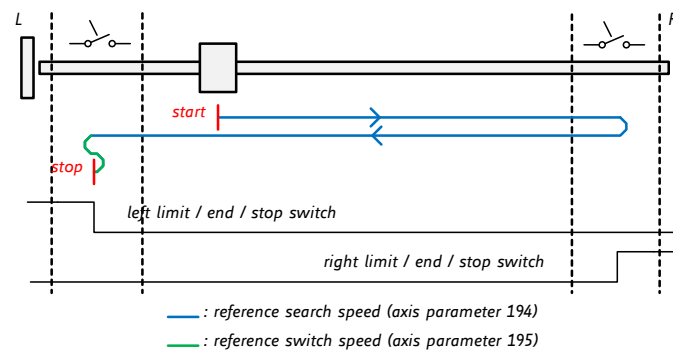 L
R
start
stop
left limit / end / stop switch
right limit / end / stop switch
: reference search speed (axis parameter 194)
: reference switch speed (axis parameter 195)